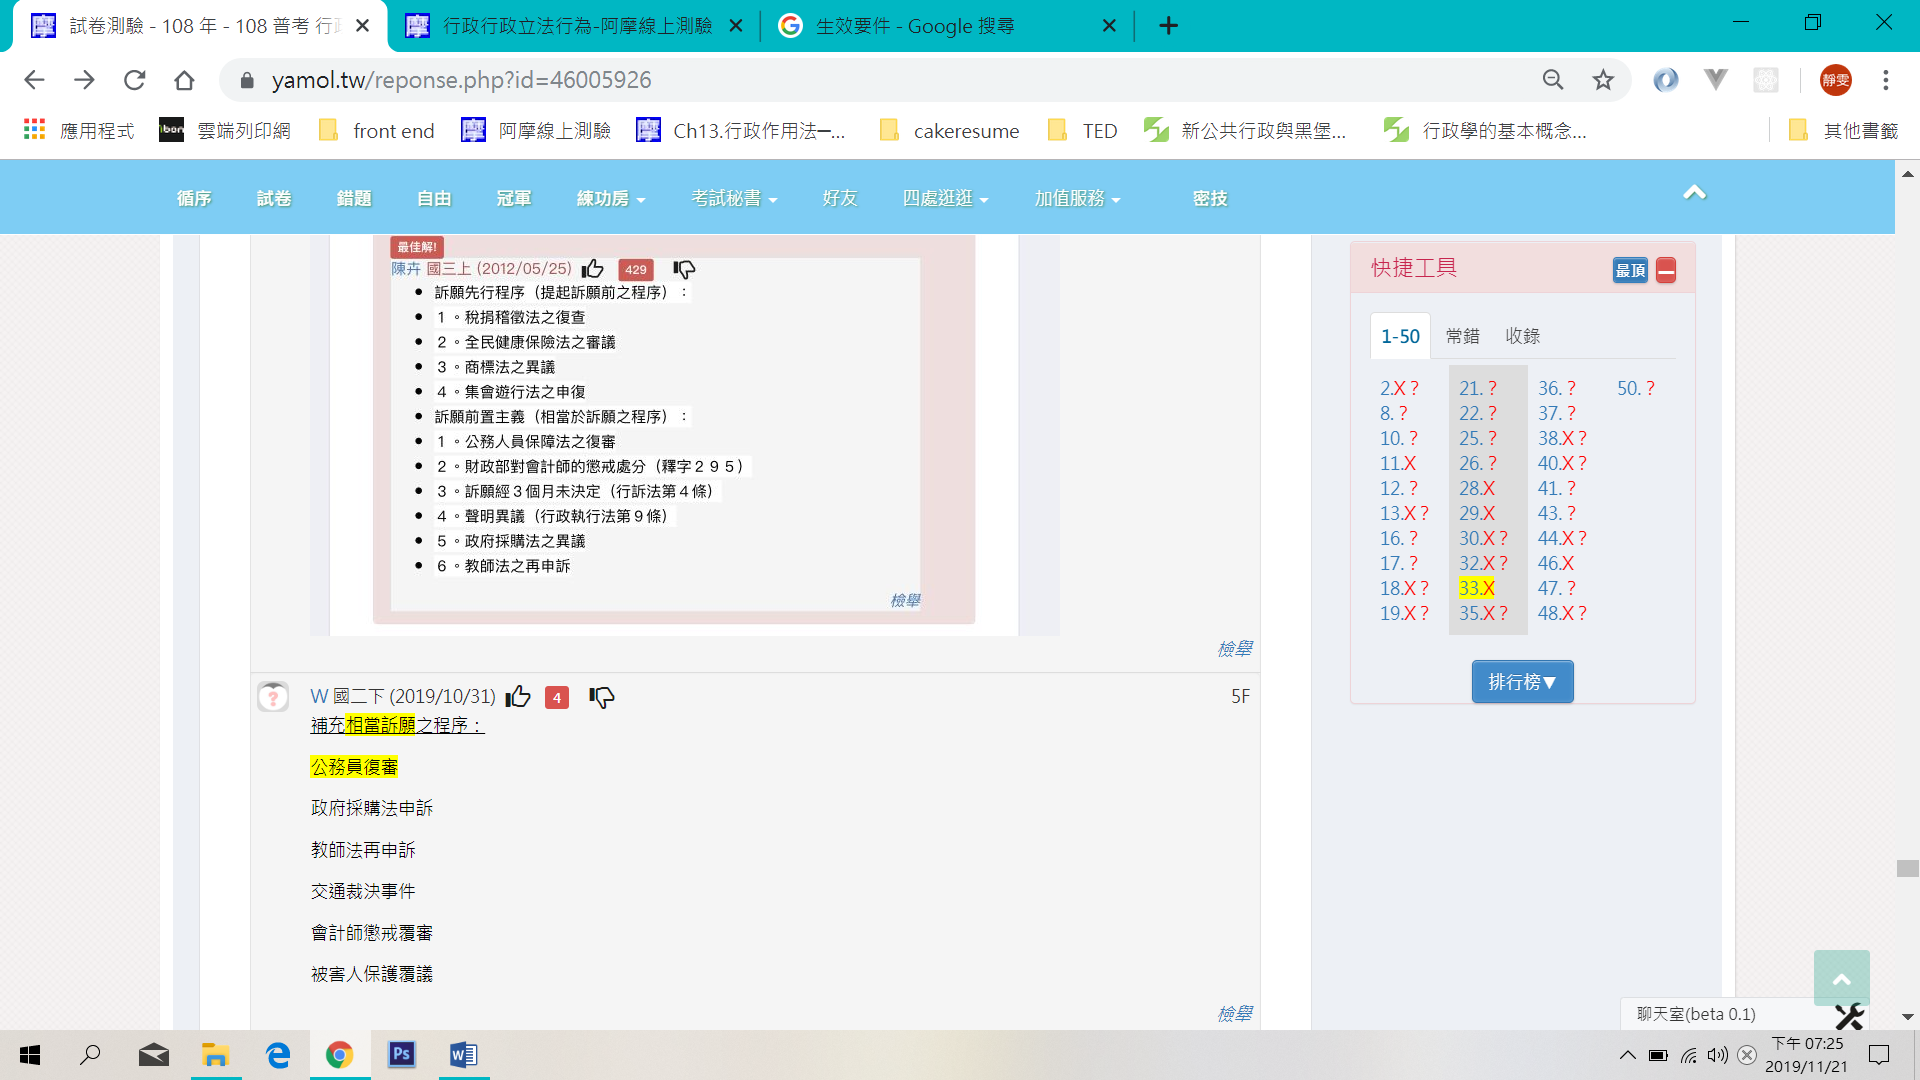 試卷測驗 - 108 年 - 108 普考 行
行政行政立法行為-阿摩線上測驗
生效要件 - Google 搜尋
yamol.tw/reponse.php?id=46005926
靜雯
應用程式
ibon
雲端列印網
front end
阿摩線上測驗
Ch13.行政作用法─...
cakeresume
TED
新公共行政與黑堡...
行政學的基本概念...
其他書籤
循序 試卷 錯題 自由 冠軍 練功房 考試秘書 好友 四處逛逛 加值服務 密技
最佳解!
陳卉 國三上 (2012/05/25) 429
訴願先行程序（提起訴願前之程序）：
１。稅捐稽徵法之復查
２。全民健康保險法之審議
３。商標法之異議
４。集會遊行法之申復
訴願前置主義（相當於訴願之程序）：
１。公務人員保障法之復審
２。財政部對會計師的懲戒處分（釋字２９５）
３。訴願經３個月未決定（行訴法第４條）
４。聲明異議（行政執行法第９條）
５。政府採購法之異議
６。教師法之再申訴
檢舉
檢舉
W 國二下 (2019/10/31) 4 5F
補充相當訴願之程序：
公務員復審
政府採購法申訴
教師法再申訴
交通裁決事件
會計師懲戒覆審
被害人保護覆議
檢舉
快捷工具 最頂
1-50 常錯 收錄
2.X ? 21. ? 36. ? 50. ?
8. ? 22. ? 37. ?
10. ? 25. ? 38.X ?
11.X 26. ? 40.X ?
12. ? 28.X 41. ?
13.X ? 29.X 43. ?
16. ? 30.X ? 44.X ?
17. ? 32.X ? 46.X
18.X ? 33.X 47. ?
19.X ? 35.X ? 48.X ?
排行榜▼
聊天室(beta 0.1)
Ps
下午 07:25
2019/11/21